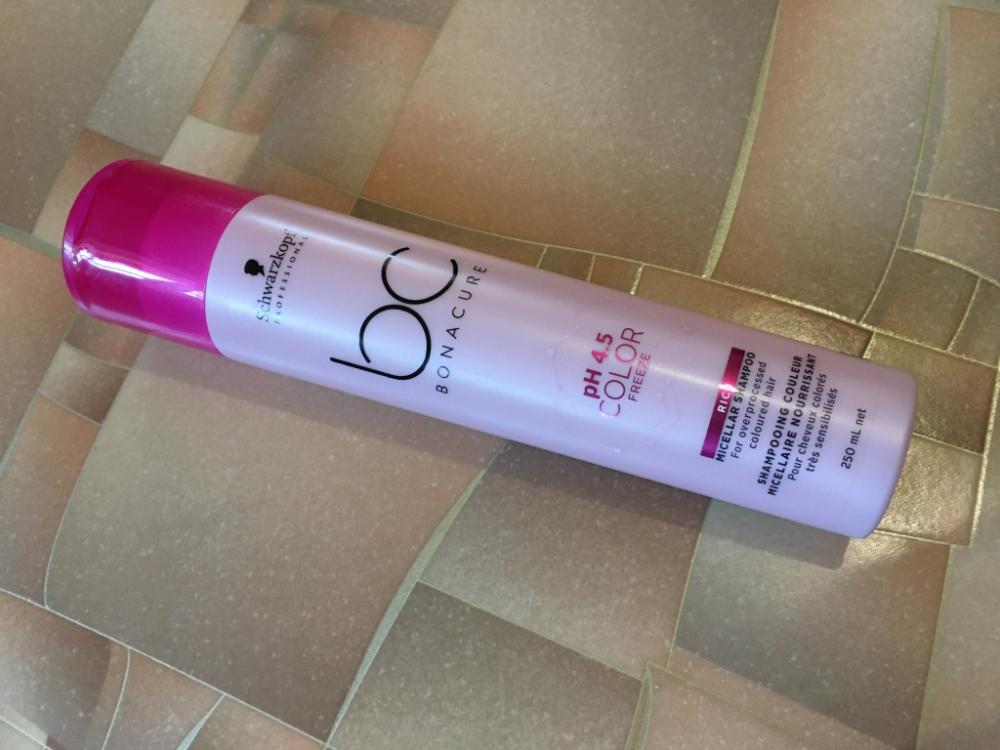 Schwarzkopf
PROFESSIONAL
bc
BONACURE
pH 4.5
COLOR
FREEZE
RICH
MICELLAR SHAMPOO
For overprocessed
coloured hair
SHAMPOOING COULEUR
MICELLAIRE NOURRISSANT
Pour cheveux colorés
très sensibilisés
250 mL net